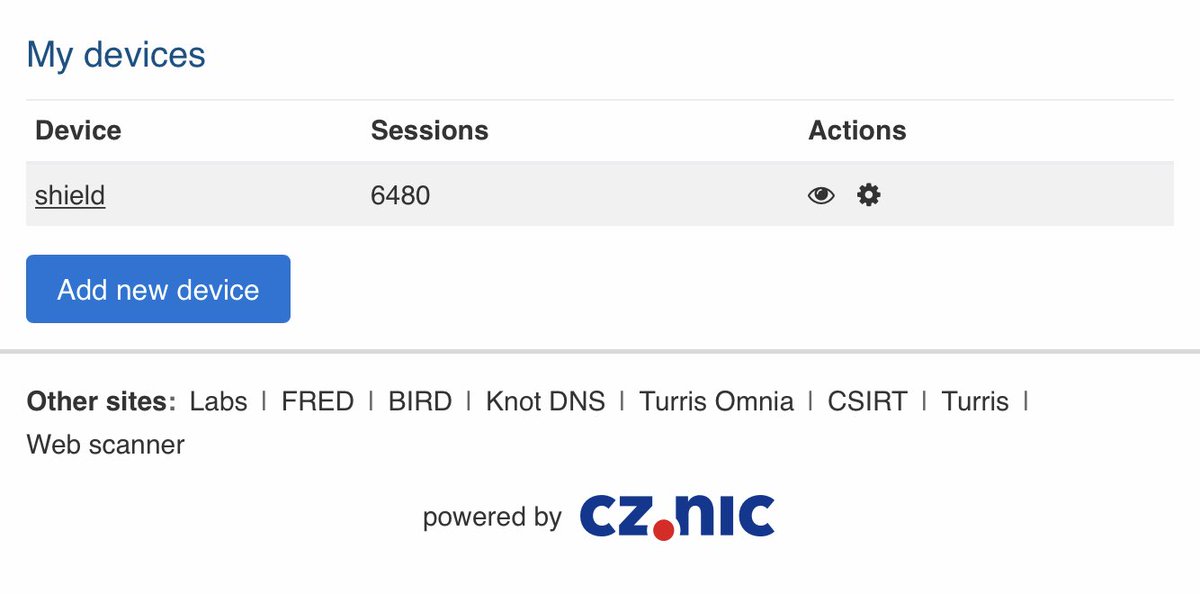 My devices
Device Sessions Actions
shield 6480
Add new device
Other sites: Labs | FRED | BIRD | Knot DNS | Turris Omnia | CSIRT | Turris |
Web scanner
powered by cz.nic